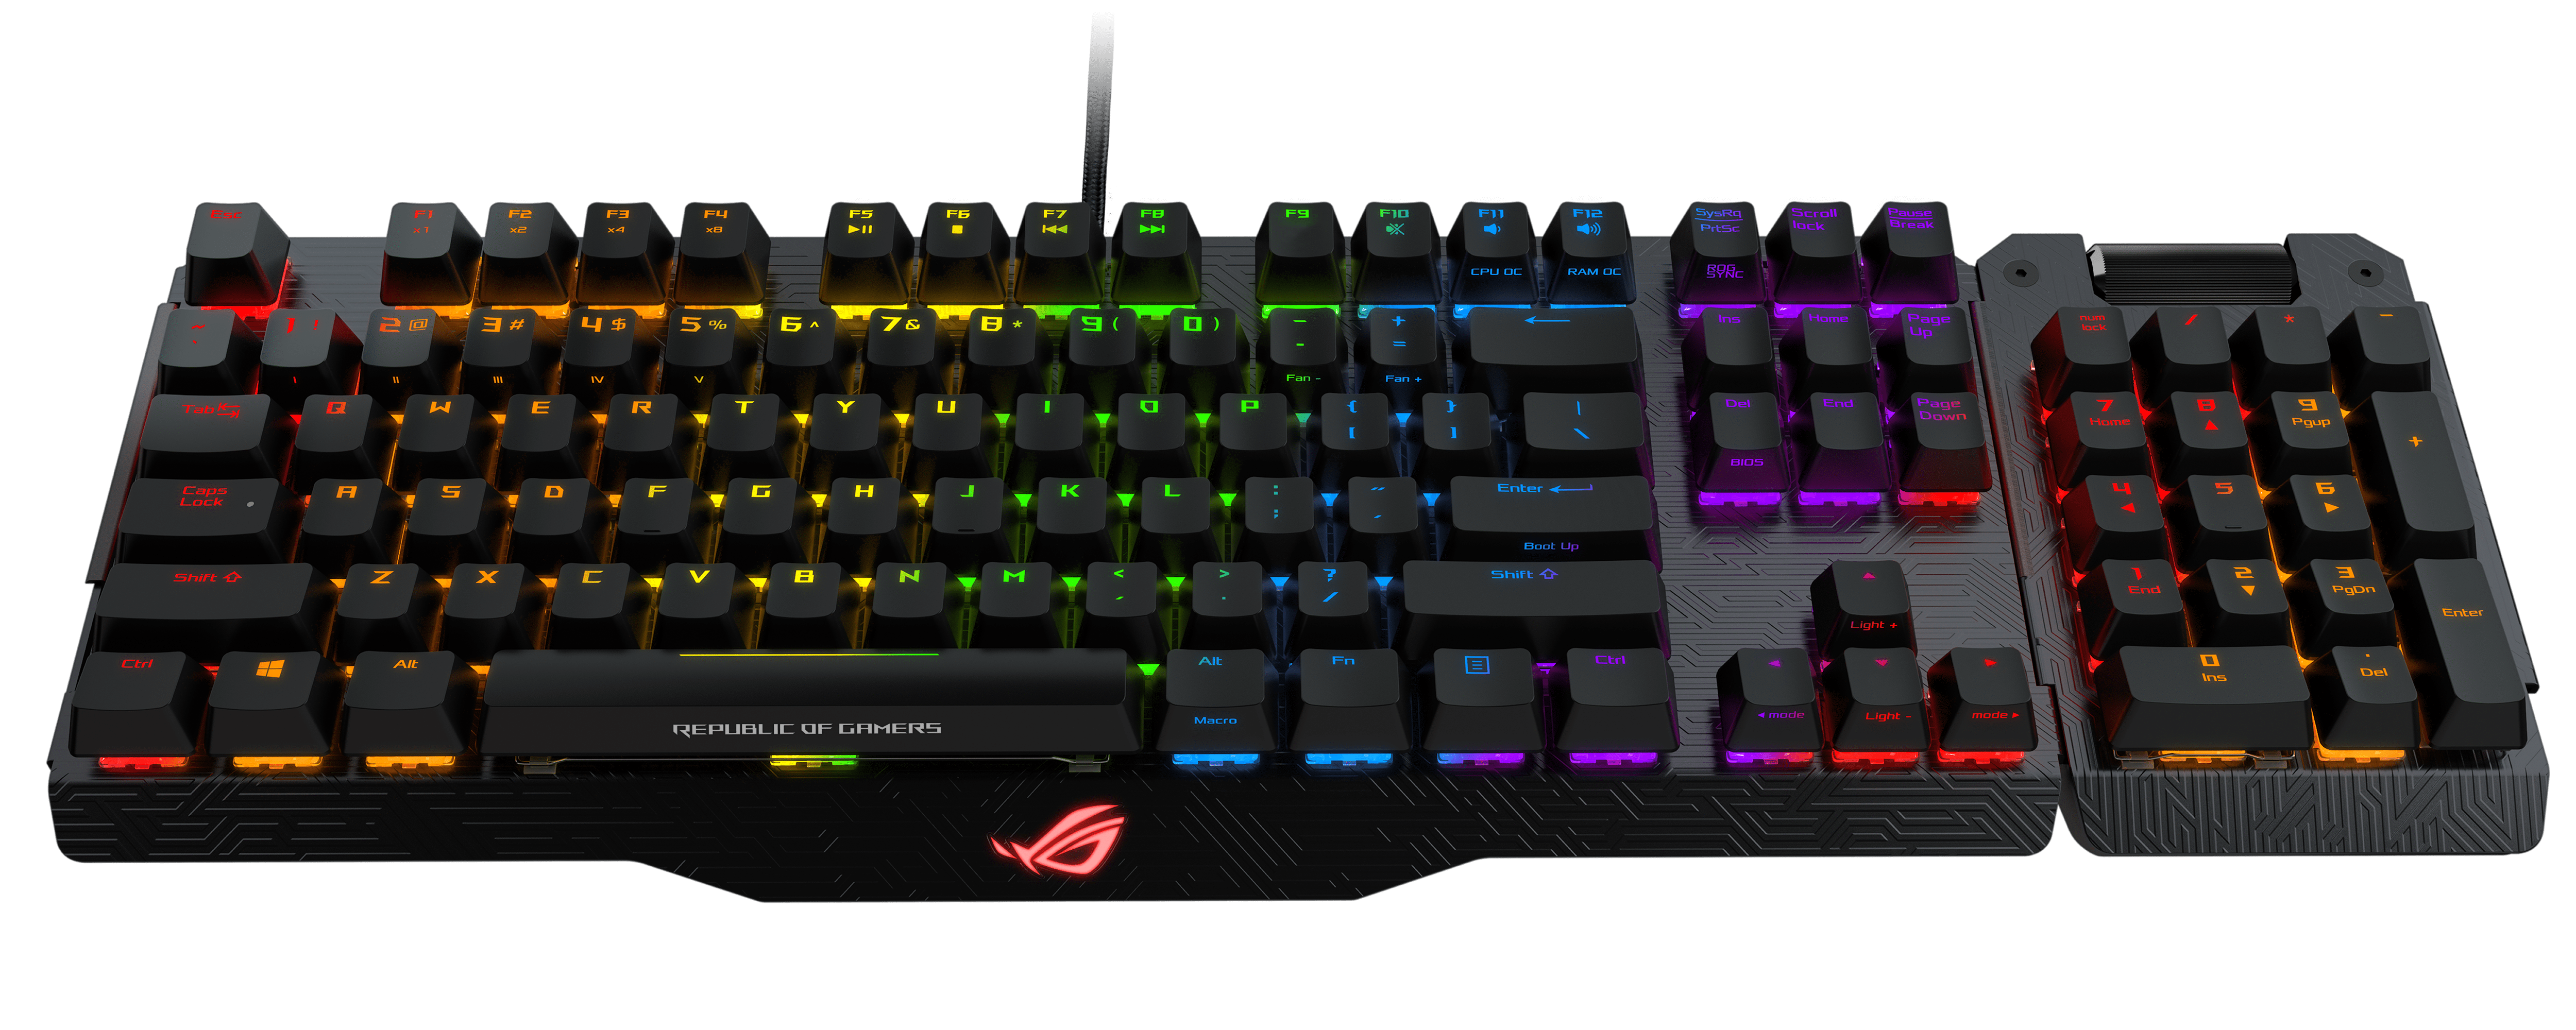 Esc F1 F2 F3 F4 F5 F6 F7 F8 F9 F10 F11 F12 SysRq Scroll Pause
x1 x2 x4 x8 PrtSc lock Break
CPU OC RAM OC ROG
SYNC
~ 1 ! 2 @ 3 # 4 $ 5 % 6 ^ 7 & 8 * 9 ( 0 ) - + ← Ins Home Page
Up num
lock / * -
- =
I II III IV V Fan - Fan +
Tab Q W E R T Y U I O P { } | Del End Page
Down 7 8 9 +
[ ] \ Home ▲ Pgup
BIOS
Caps
Lock A S D F G H J K L : " Enter 4 5 6
; ' ◄ ►
Boot Up
Shift Z X C V B N M < > ? Shift ▲ 1 2 3 Enter
, . / End ▼ PgDn
Light +
Ctrl Alt Alt Fn Ctrl ◄ ▼ ► 0 .
Ins Del
REPUBLIC OF GAMERS Macro ◄ mode Light - mode ►